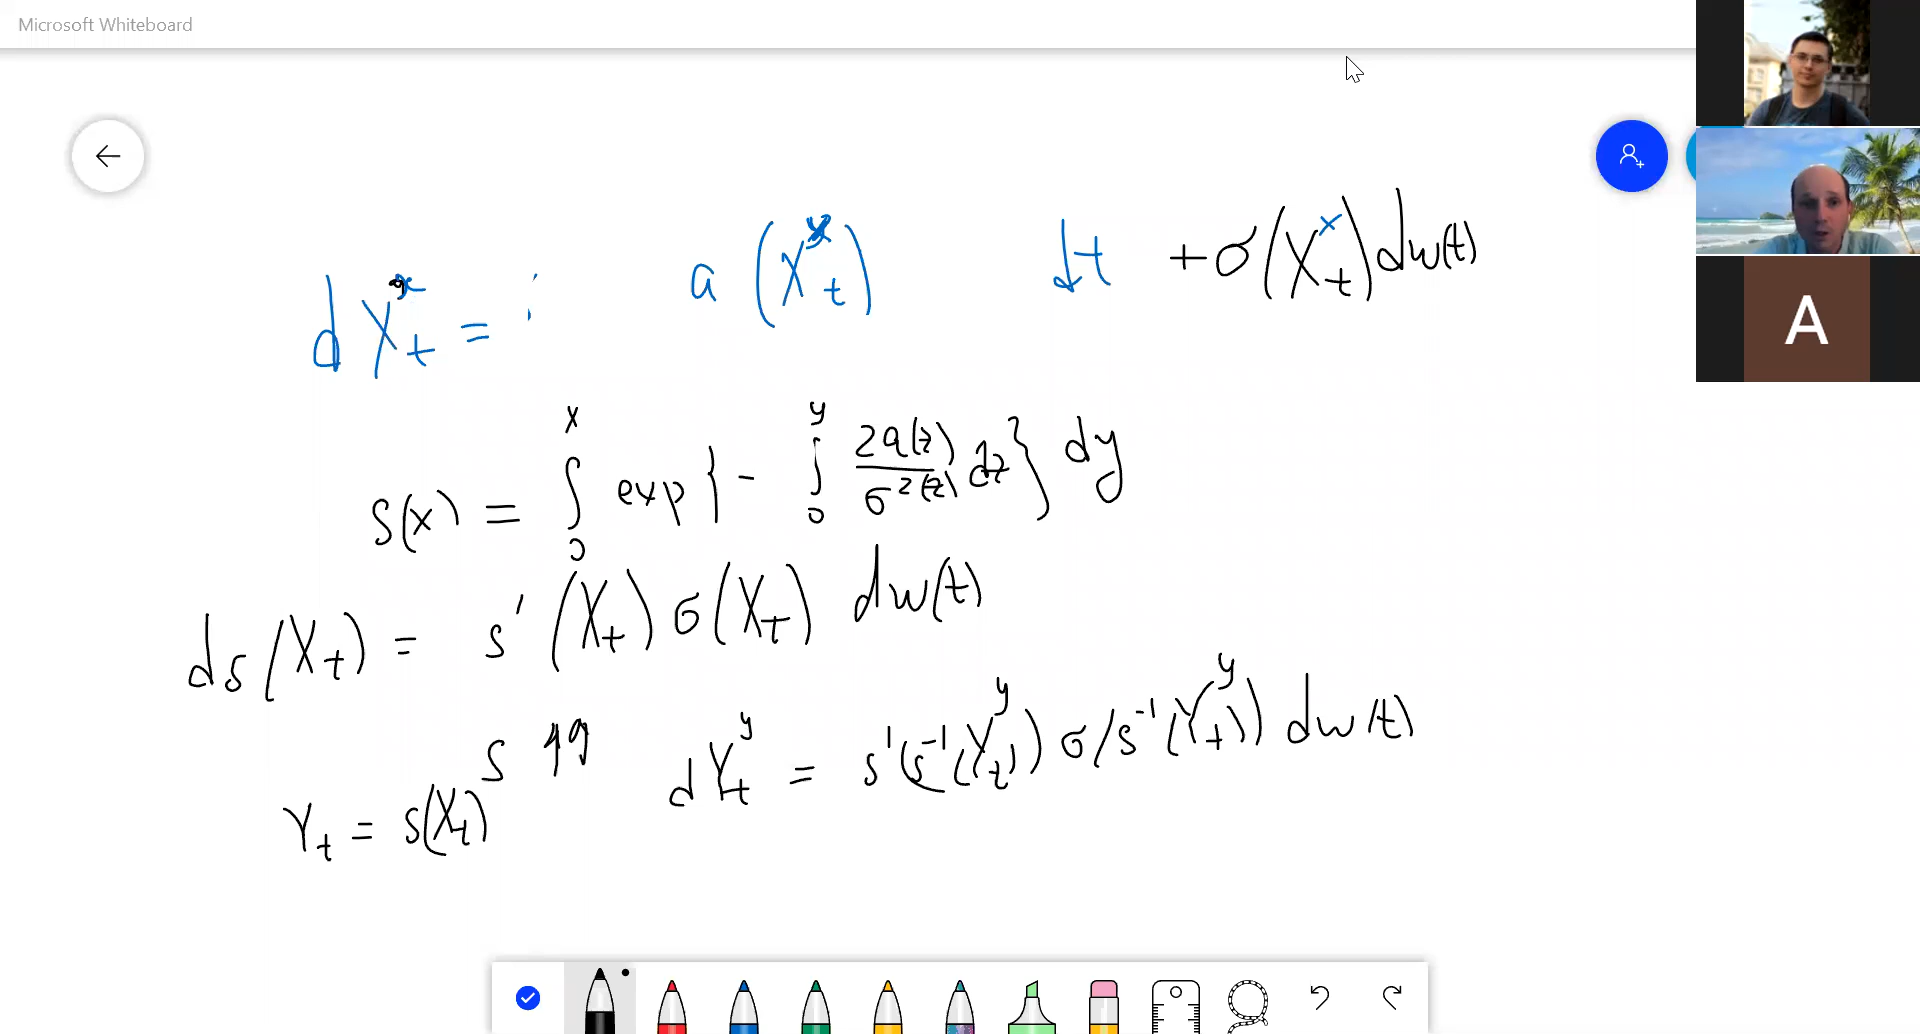 Microsoft Whiteboard
dX_t^x = a(X_t^x) dt + σ(X_t^x) dw(t)
s(x) = ∫_0^x exp{ - ∫_0^y 2a(z)/σ²(z) dz } dy
ds(X_t) = s'(X_t) σ(X_t) dw(t)
Y_t = s(X_t) s dY_t^y = s'(s^{-1}(Y_t^y)) σ(s^{-1}(Y_t^y)) dw(t)
A